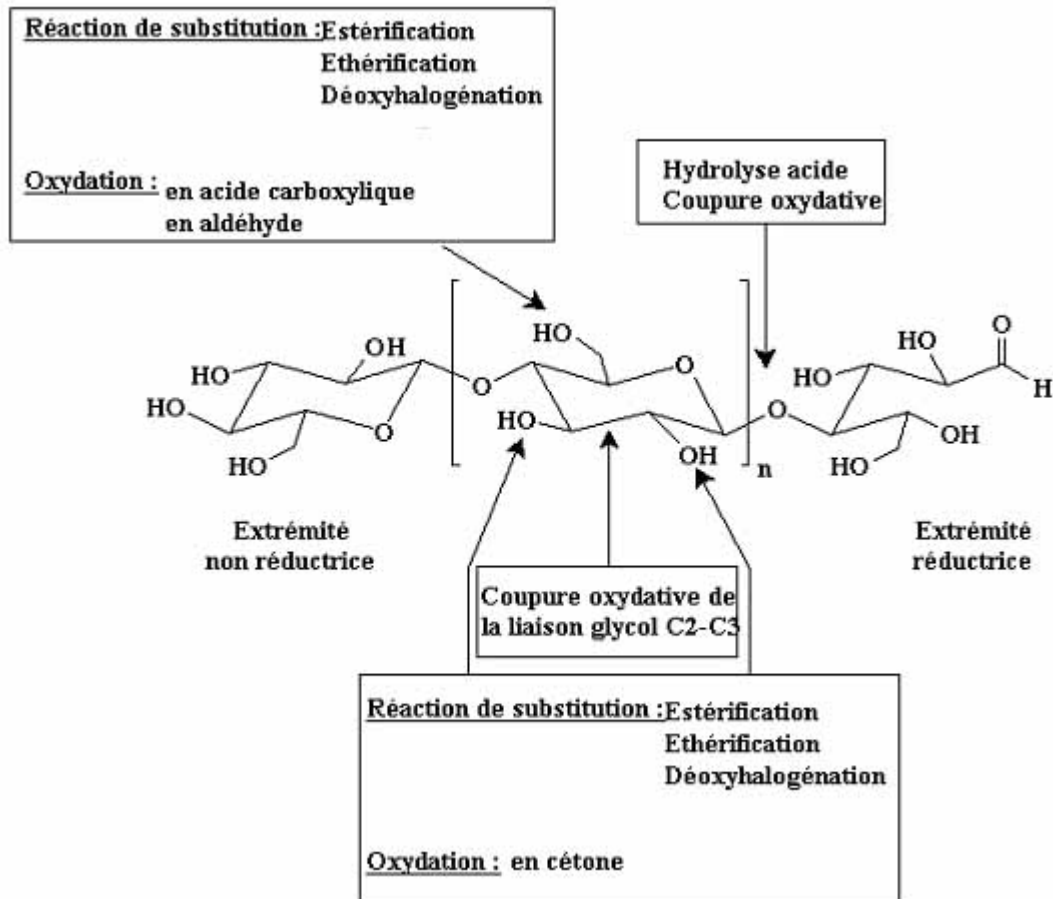 Réaction de substitution : Estérification
Ethérification
Déoxyhalogénation
Oxydation : en acide carboxylique
en aldéhyde
Hydrolyse acide
Coupure oxydative
HO
O
HO
OH
HO
O
H
HO
HO
O
HO
O
HO
O
HO
O
OH
OH
HO
HO
n
Extrémité
non réductrice
Extrémité
réductrice
Coupure oxydative de
la liaison glycol C2-C3
Réaction de substitution : Estérification
Ethérification
Déoxyhalogénation
Oxydation : en cétone